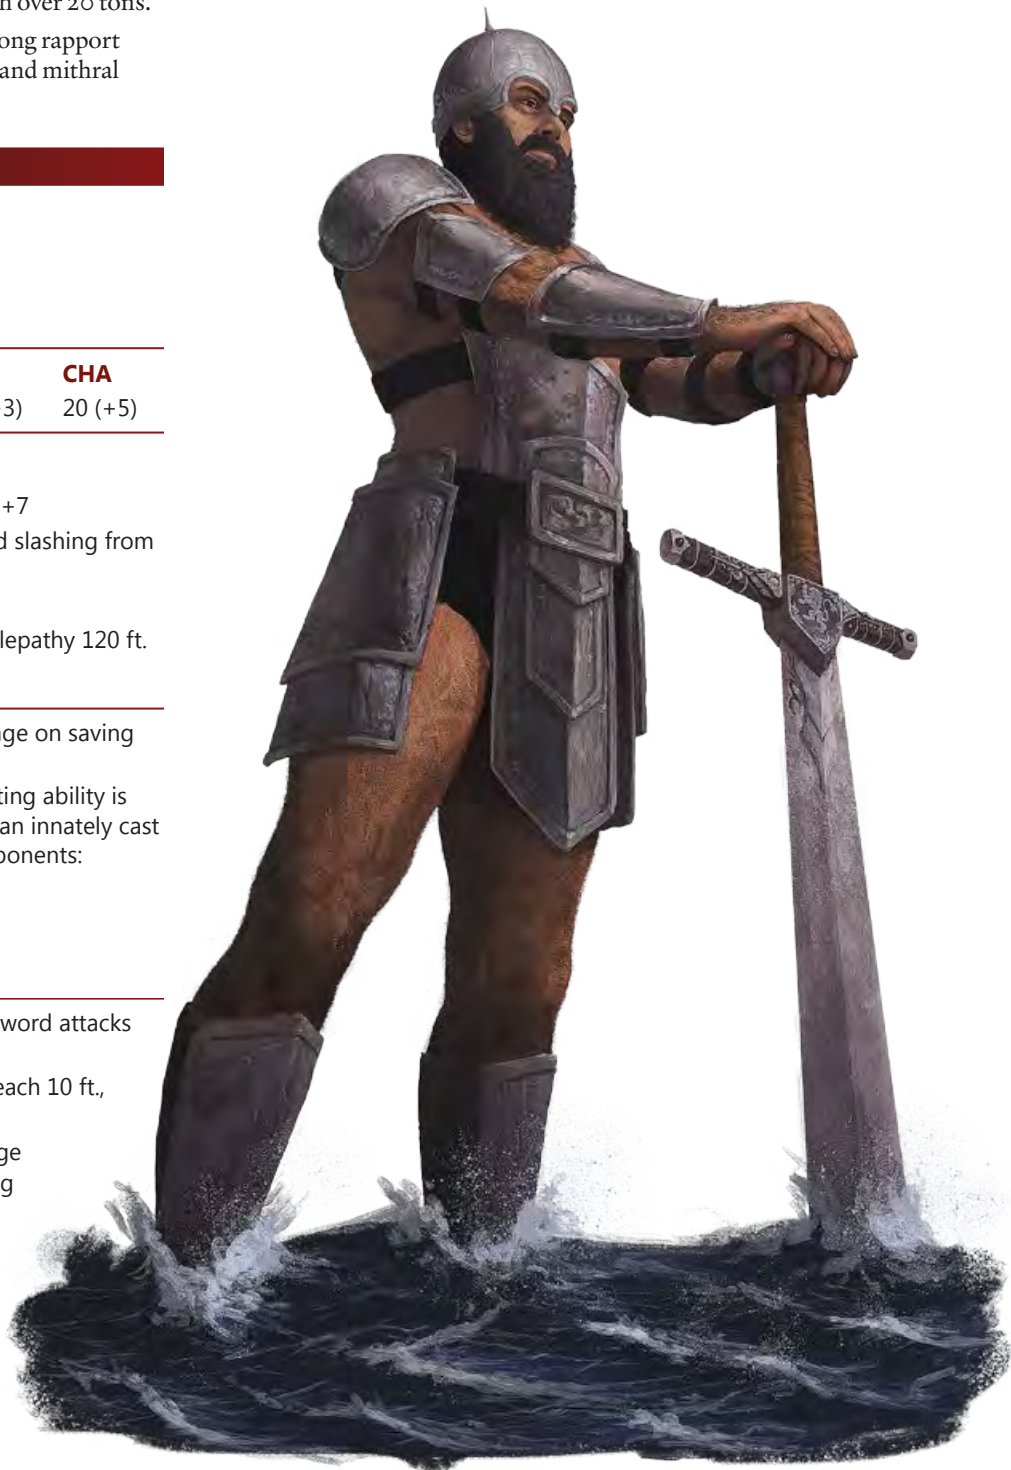 n over 20 tons.
ong rapport
and mithral
CHA
-3) 20 (+5)
+7
d slashing from
lepathy 120 ft.
age on saving
ting ability is
an innately cast
ponents:
word attacks
each 10 ft.,
ge
g